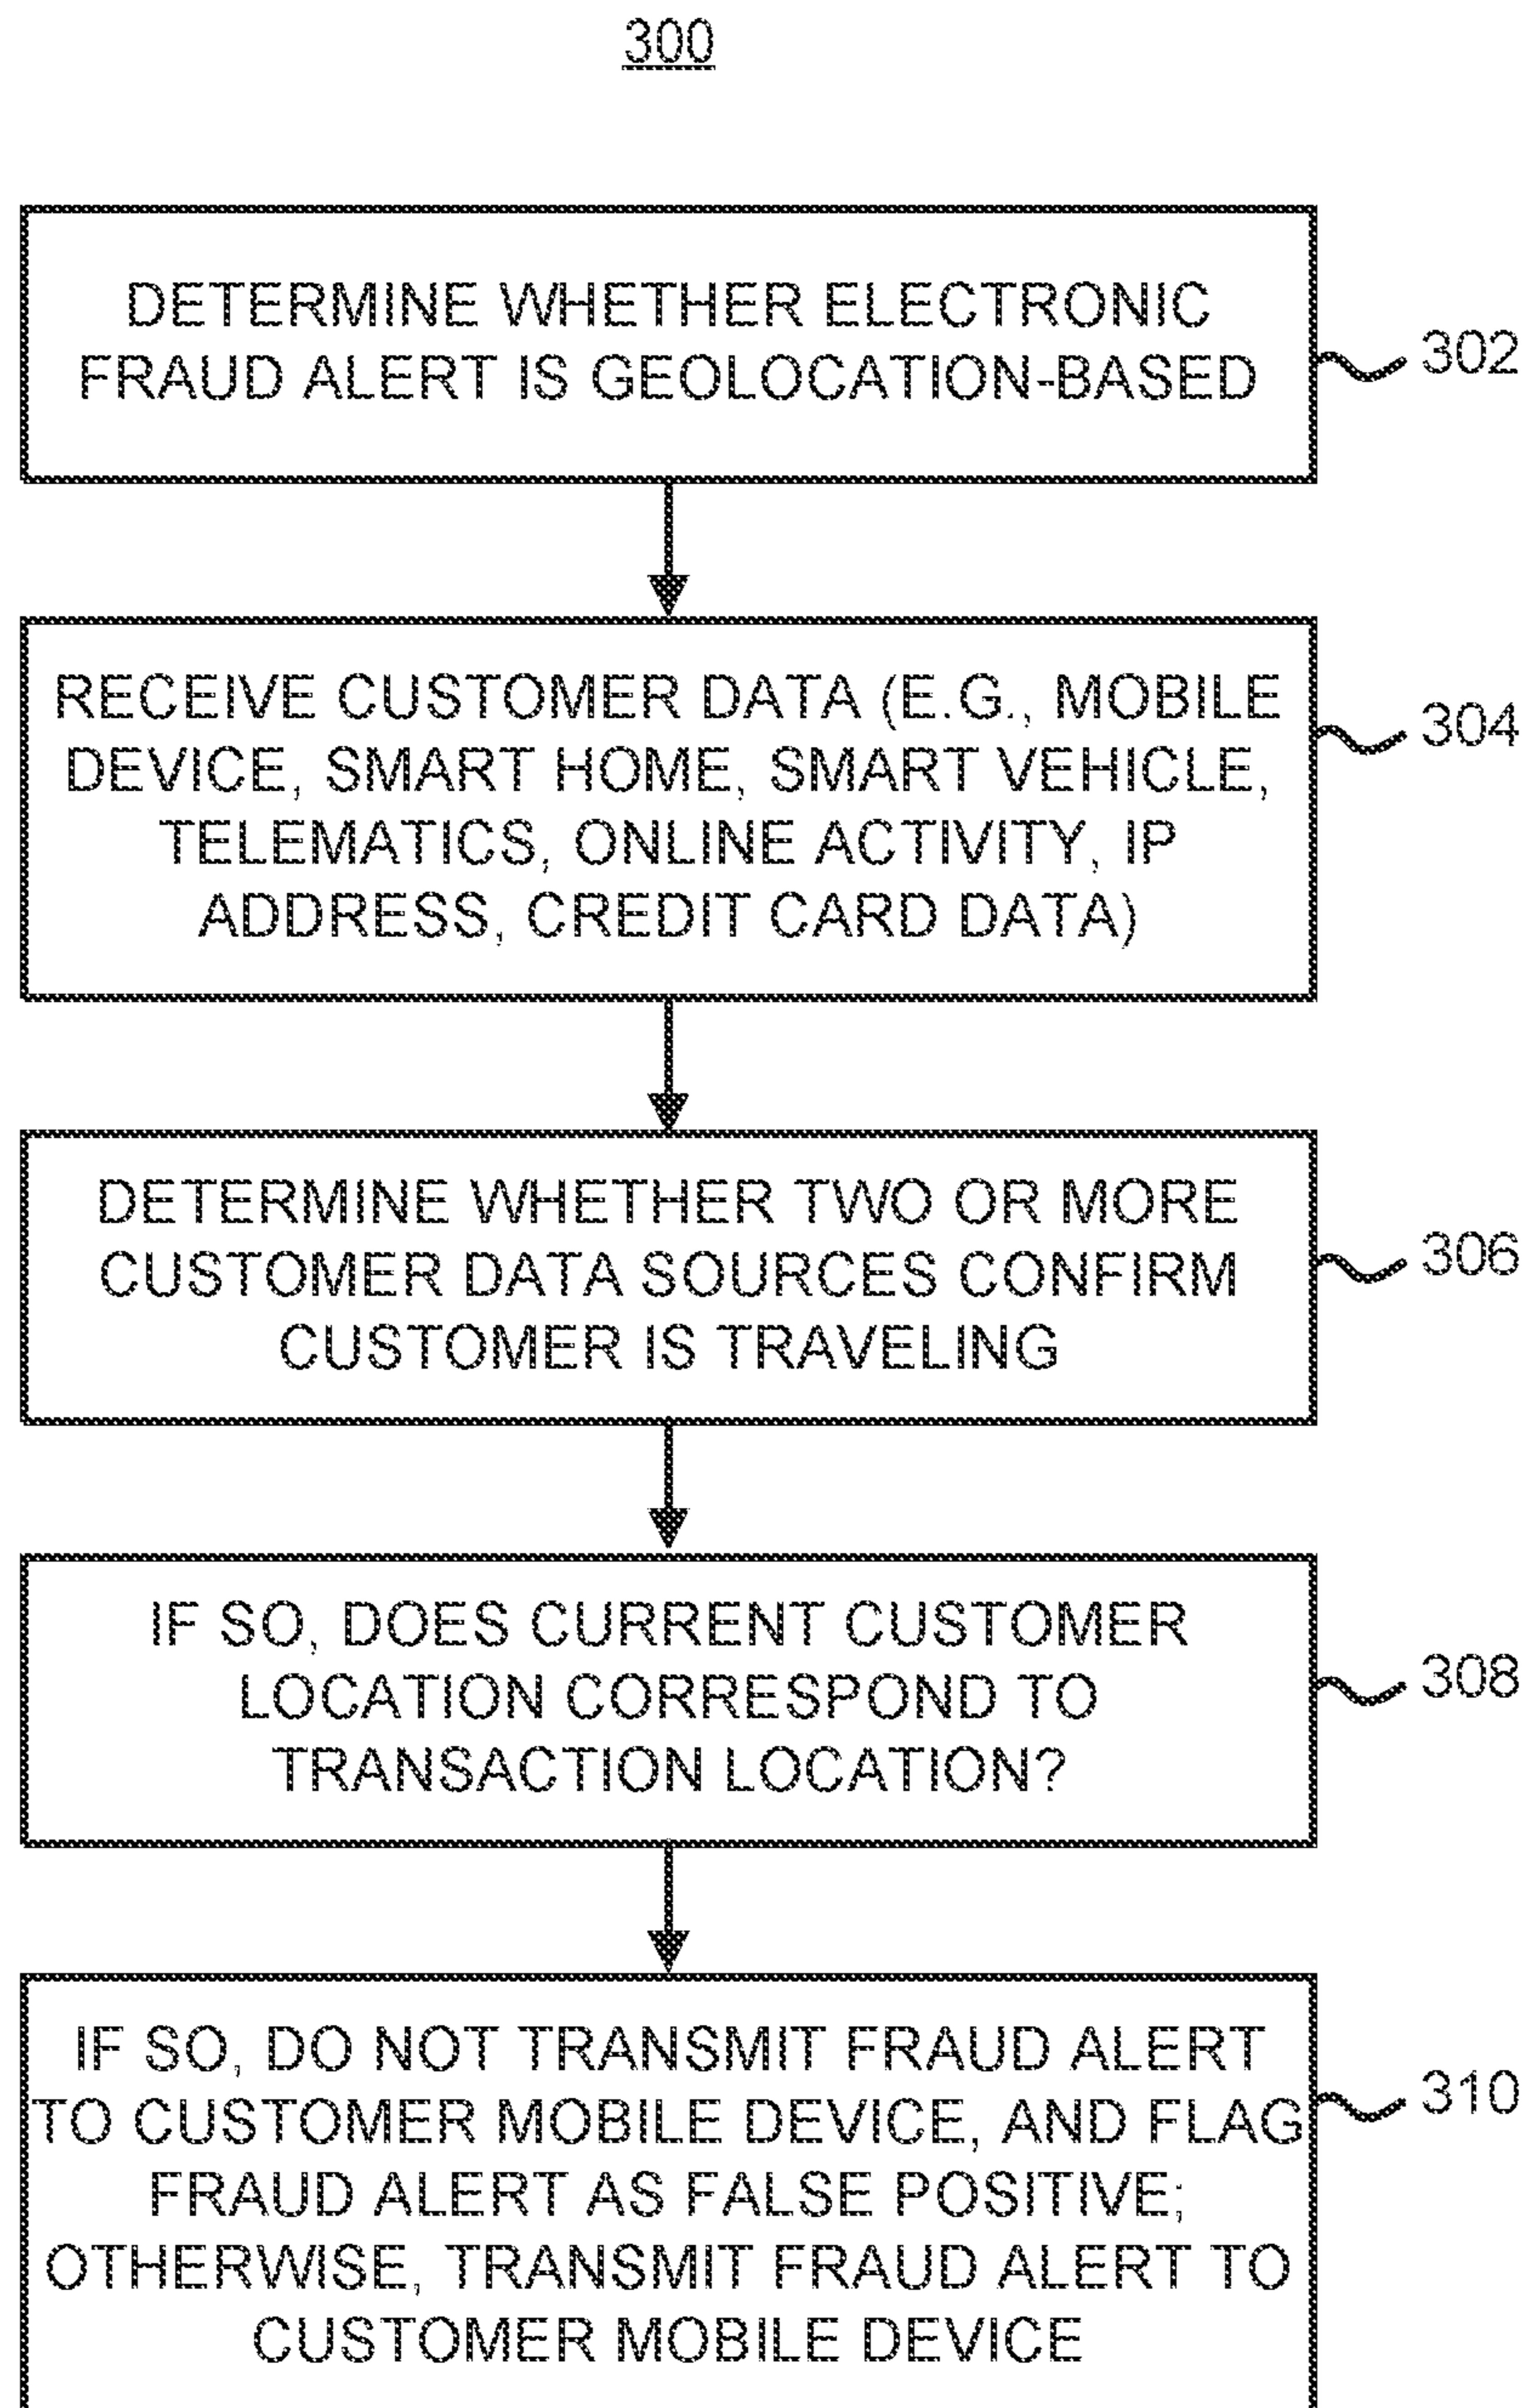 300
DETERMINE WHETHER ELECTRONIC
FRAUD ALERT IS GEOLOCATION-BASED
302
RECEIVE CUSTOMER DATA (E.G., MOBILE
DEVICE, SMART HOME, SMART VEHICLE,
TELEMATICS, ONLINE ACTIVITY, IP
ADDRESS, CREDIT CARD DATA)
304
DETERMINE WHETHER TWO OR MORE
CUSTOMER DATA SOURCES CONFIRM
CUSTOMER IS TRAVELING
306
IF SO, DOES CURRENT CUSTOMER
LOCATION CORRESPOND TO
TRANSACTION LOCATION?
308
IF SO, DO NOT TRANSMIT FRAUD ALERT
TO CUSTOMER MOBILE DEVICE, AND FLAG
FRAUD ALERT AS FALSE POSITIVE;
OTHERWISE, TRANSMIT FRAUD ALERT TO
CUSTOMER MOBILE DEVICE
310